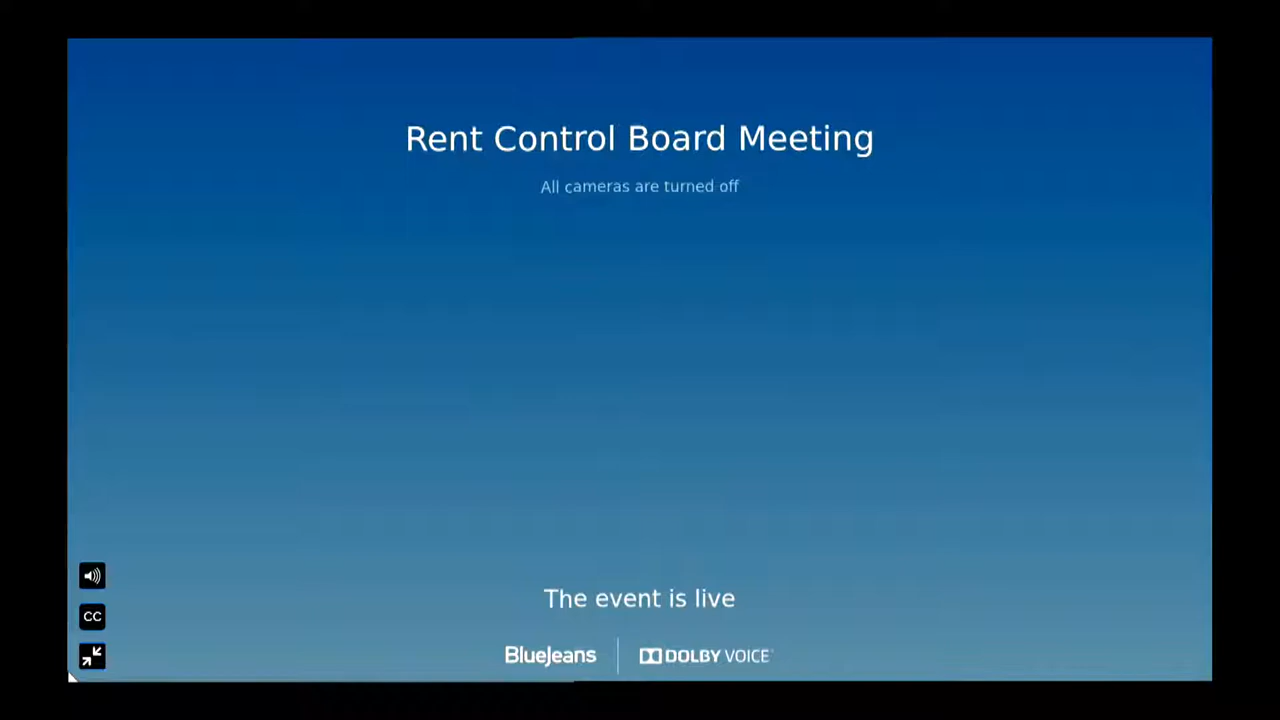 Rent Control Board Meeting
All cameras are turned off
CC
The event is live
BlueJeans
DOLBY VOICE